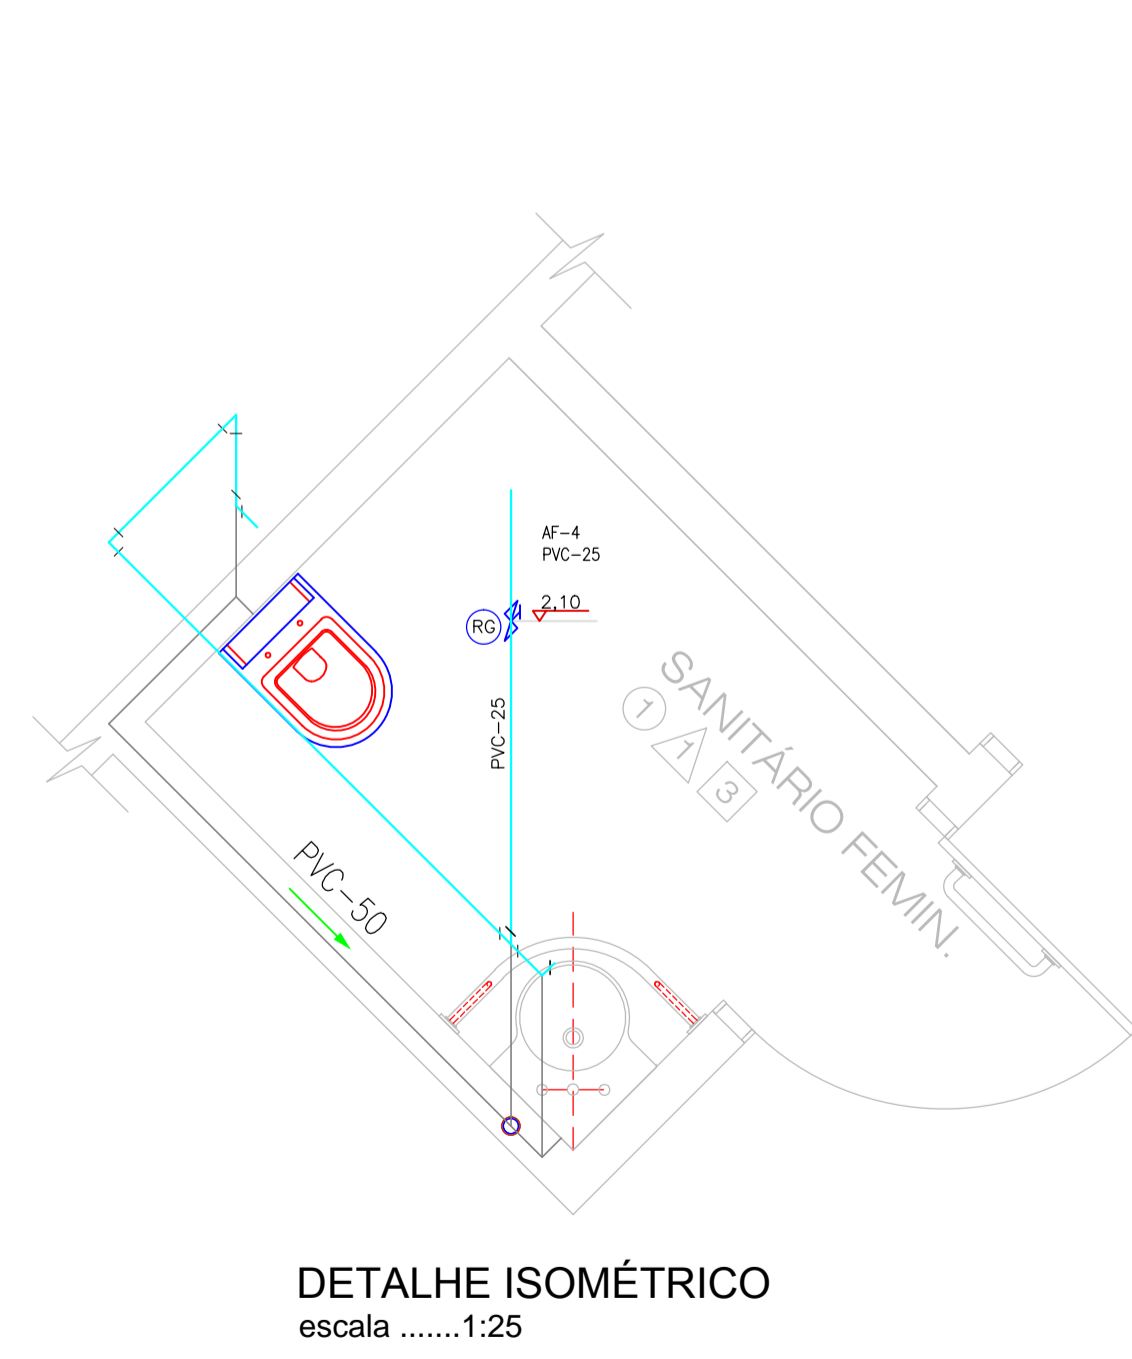 AF-4
PVC-25
2,10
RG
PVC-25
SANITÁRIO FEMIN.
1
1
3
PVC-50
DETALHE ISOMÉTRICO
escala .......1:25